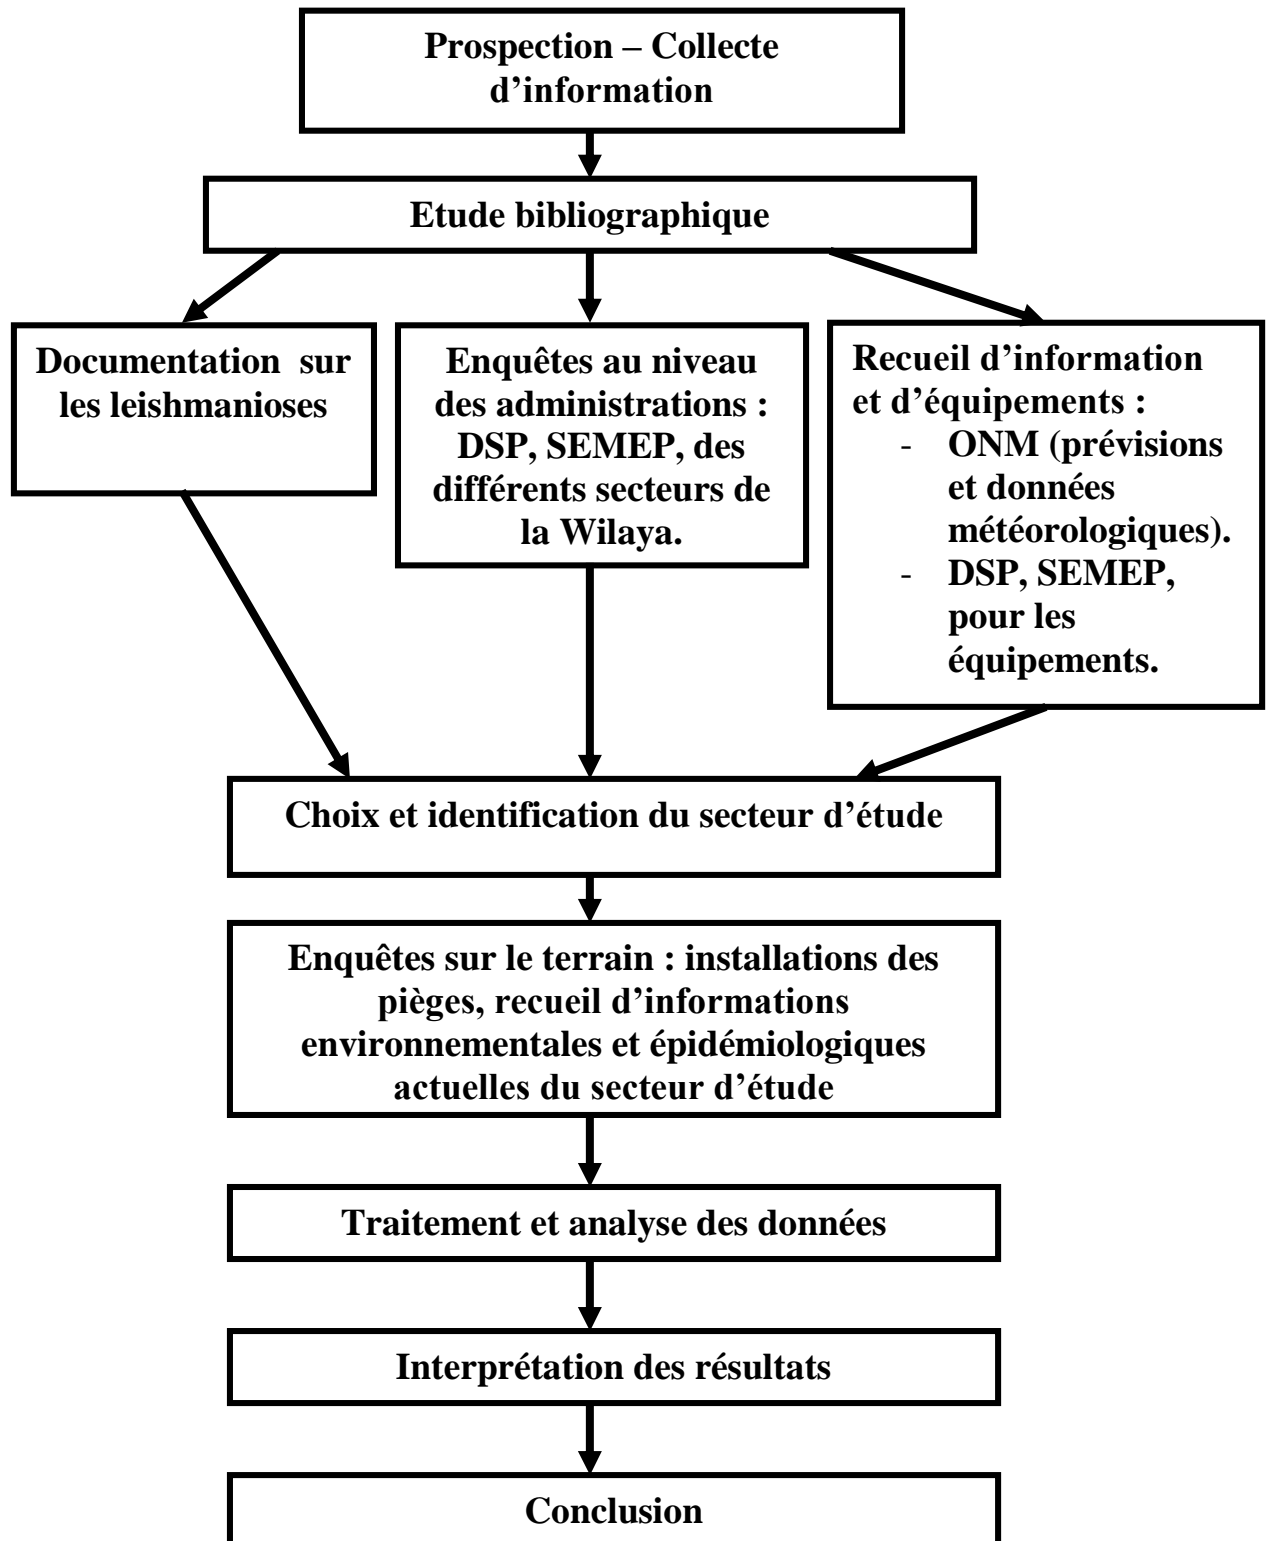 Prospection – Collecte
d’information
Etude bibliographique
Documentation sur
les leishmanioses
Enquêtes au niveau
des administrations :
DSP, SEMEP, des
différents secteurs de
la Wilaya.
Recueil d’information
et d’équipements :
- ONM (prévisions
et données
météorologiques).
- DSP, SEMEP,
pour les
équipements.
Choix et identification du secteur d’étude
Enquêtes sur le terrain : installations des
pièges, recueil d’informations
environnementales et épidémiologiques
actuelles du secteur d’étude
Traitement et analyse des données
Interprétation des résultats
Conclusion